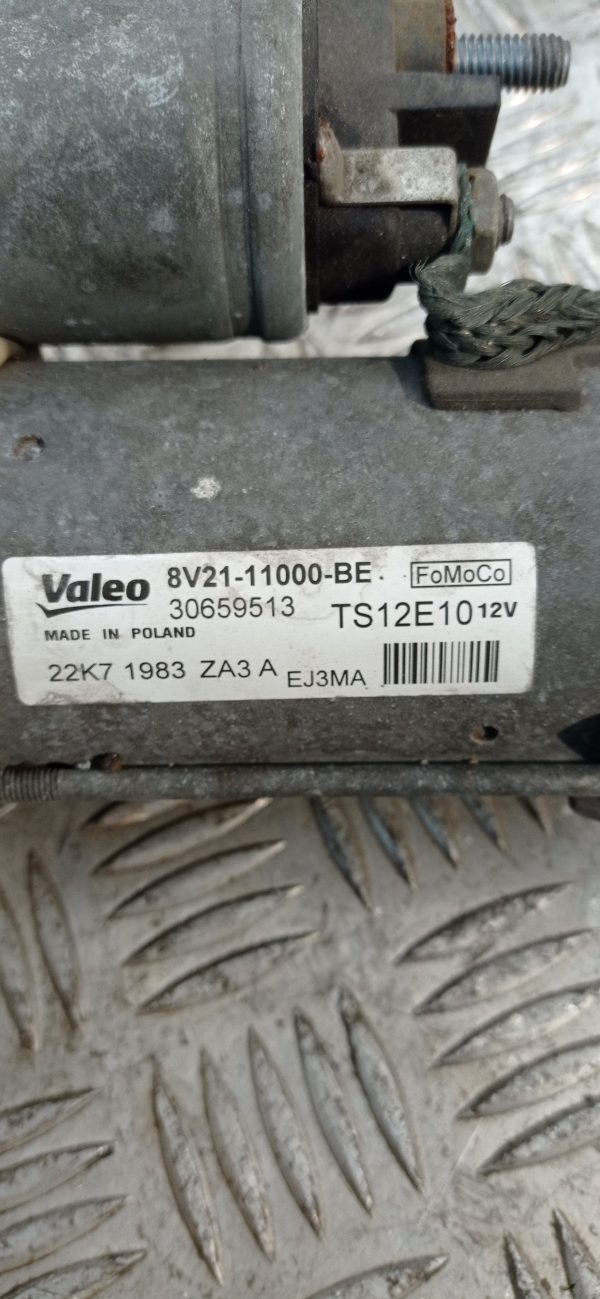 Valeo 8V21-11000-BE. FoMoCo
30659513 TS12E10 12V
MADE IN POLAND
22K7 1983 ZA3 A EJ3MA